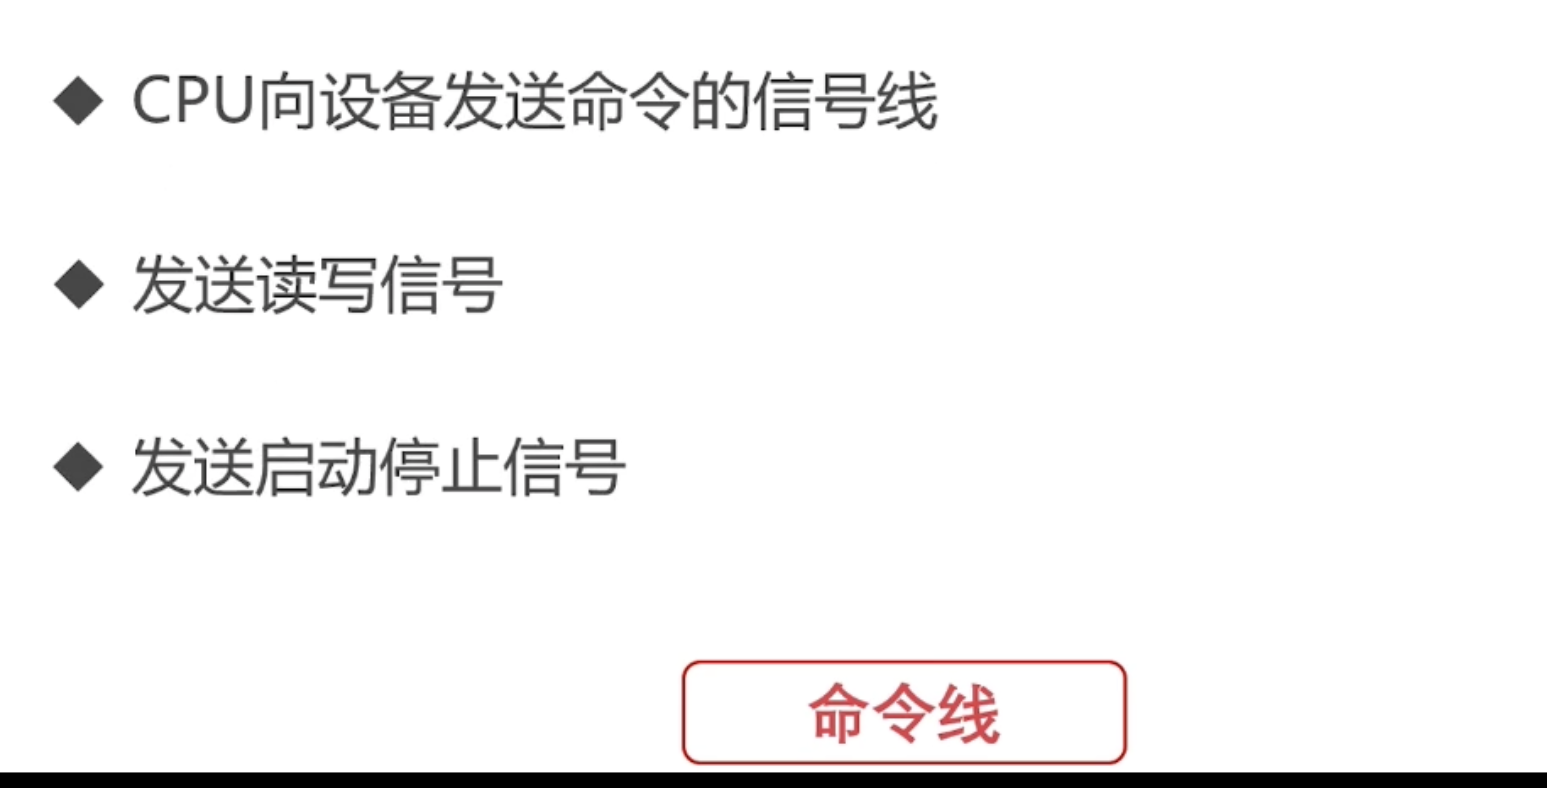 CPU向设备发送命令的信号线
发送读写信号
发送启动停止信号
命令线